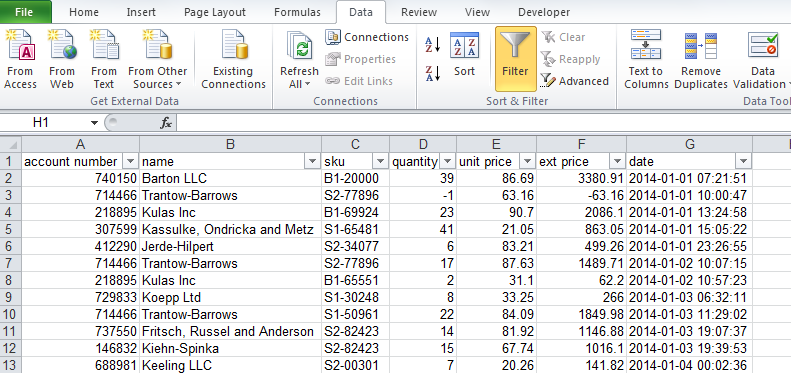 File Home Insert Page Layout Formulas Data Review View Developer
From Access From Web From Text From Other Sources Existing Connections Refresh All Connections Properties Edit Links Sort Filter Clear Reapply Advanced Text to Columns Remove Duplicates Data Validation
Get External Data Connections Sort & Filter Data Tool
H1 fx
A B C D E F G
1 account number name sku quantity unit price ext price date
2 740150 Barton LLC B1-20000 39 86.69 3380.91 2014-01-01 07:21:51
3 714466 Trantow-Barrows S2-77896 -1 63.16 -63.16 2014-01-01 10:00:47
4 218895 Kulas Inc B1-69924 23 90.7 2086.1 2014-01-01 13:24:58
5 307599 Kassulke, Ondricka and Metz S1-65481 41 21.05 863.05 2014-01-01 15:05:22
6 412290 Jerde-Hilpert S2-34077 6 83.21 499.26 2014-01-01 23:26:55
7 714466 Trantow-Barrows S2-77896 17 87.63 1489.71 2014-01-02 10:07:15
8 218895 Kulas Inc B1-65551 2 31.1 62.2 2014-01-02 10:57:23
9 729833 Koepp Ltd S1-30248 8 33.25 266 2014-01-03 06:32:11
10 714466 Trantow-Barrows S1-50961 22 84.09 1849.98 2014-01-03 11:29:02
11 737550 Fritsch, Russel and Anderson S2-82423 14 81.92 1146.88 2014-01-03 19:07:37
12 146832 Kiehn-Spinka S2-82423 15 67.74 1016.1 2014-01-03 19:39:53
13 688981 Keeling LLC S2-00301 7 20.26 141.82 2014-01-04 00:02:36